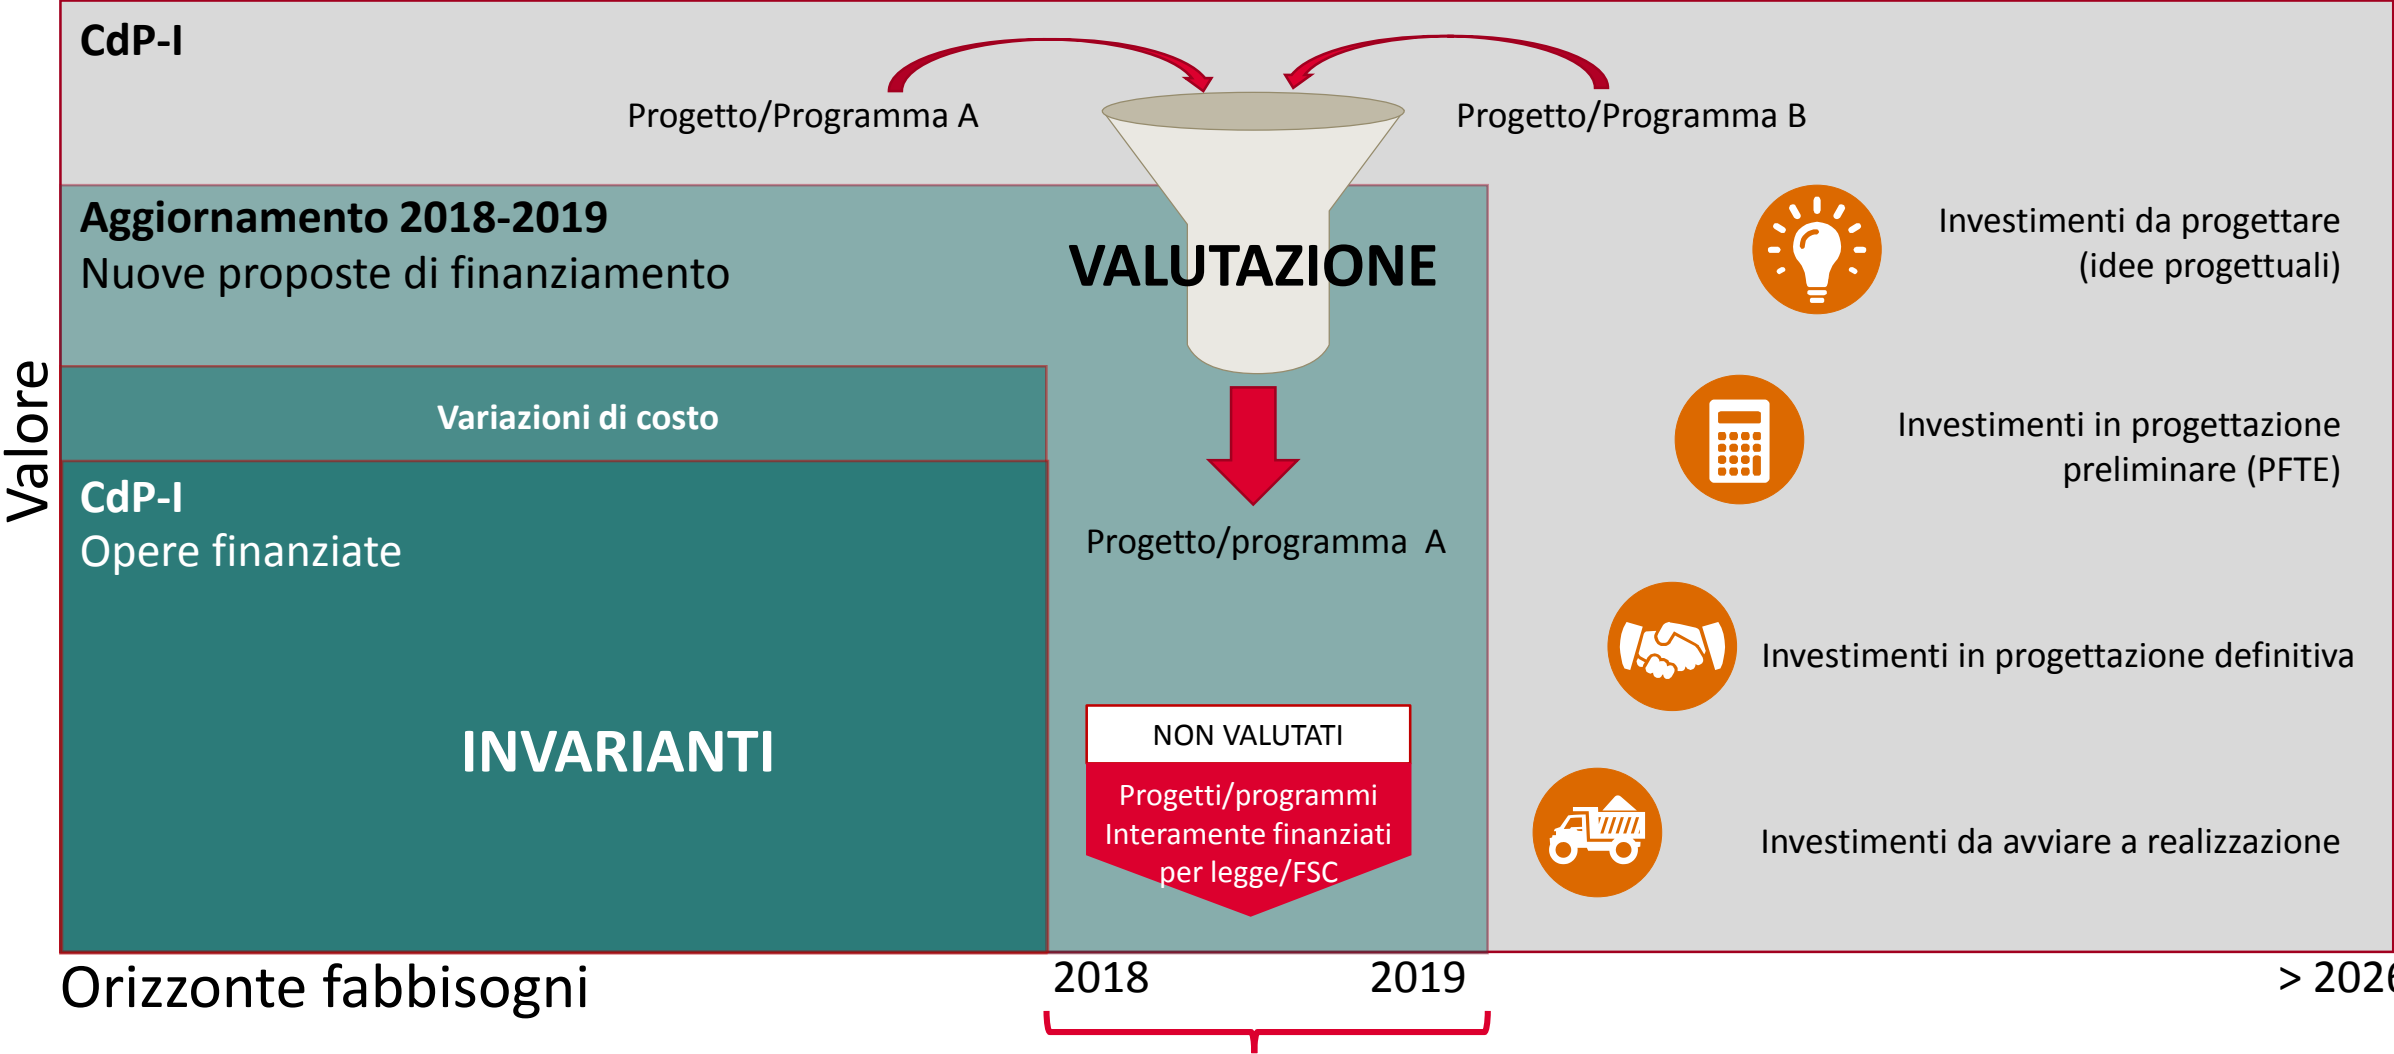 CdP-I
Progetto/Programma A
Progetto/Programma B
Aggiornamento 2018-2019
Nuove proposte di finanziamento
VALUTAZIONE
Investimenti da progettare
(idee progettuali)
Valore
Variazioni di costo
Investimenti in progettazione
preliminare (PFTE)
CdP-I
Opere finanziate
Progetto/programma A
Investimenti in progettazione definitiva
INVARIANTI
NON VALUTATI
Progetti/programmi
Interamente finanziati
per legge/FSC
Investimenti da avviare a realizzazione
Orizzonte fabbisogni
2018
2019
> 2026